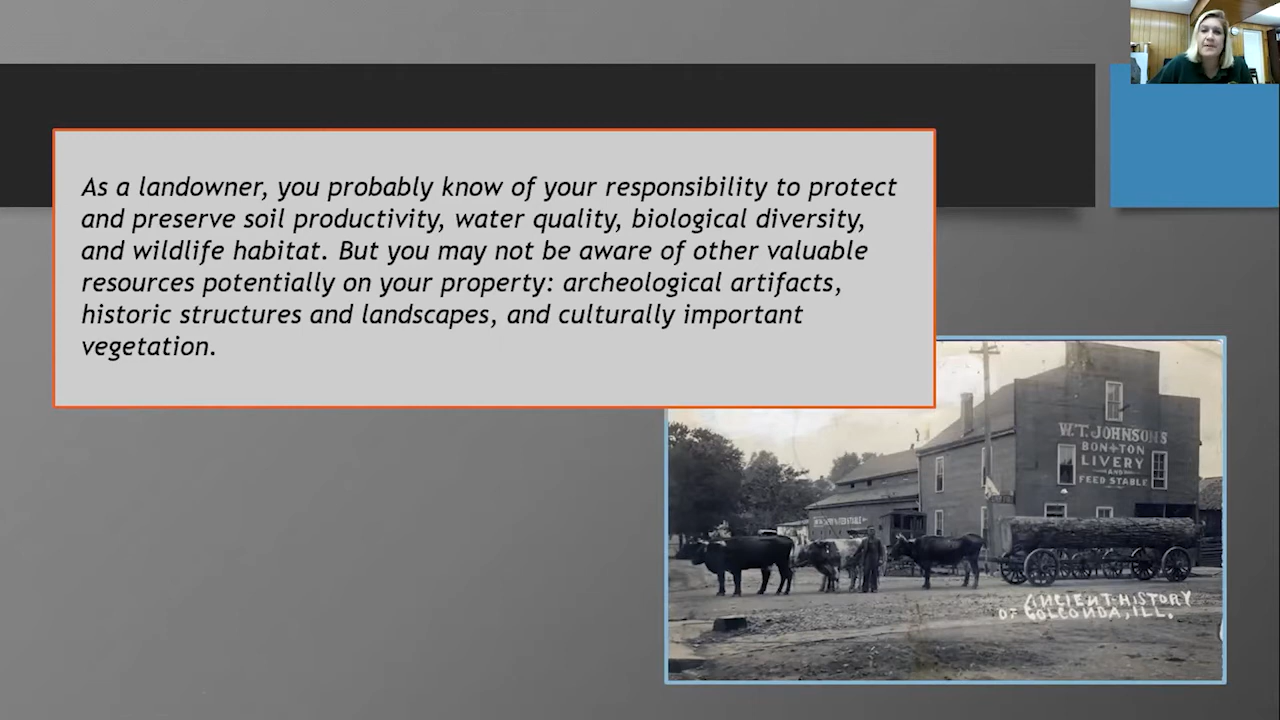 As a landowner, you probably know of your responsibility to protect
and preserve soil productivity, water quality, biological diversity,
and wildlife habitat. But you may not be aware of other valuable
resources potentially on your property: archeological artifacts,
historic structures and landscapes, and culturally important
vegetation.
W.T. JOHNSON'S
BON-TON
LIVERY
AND
FEED STABLE
ANCIENT HISTORY
OF GOLCONDA, ILL.